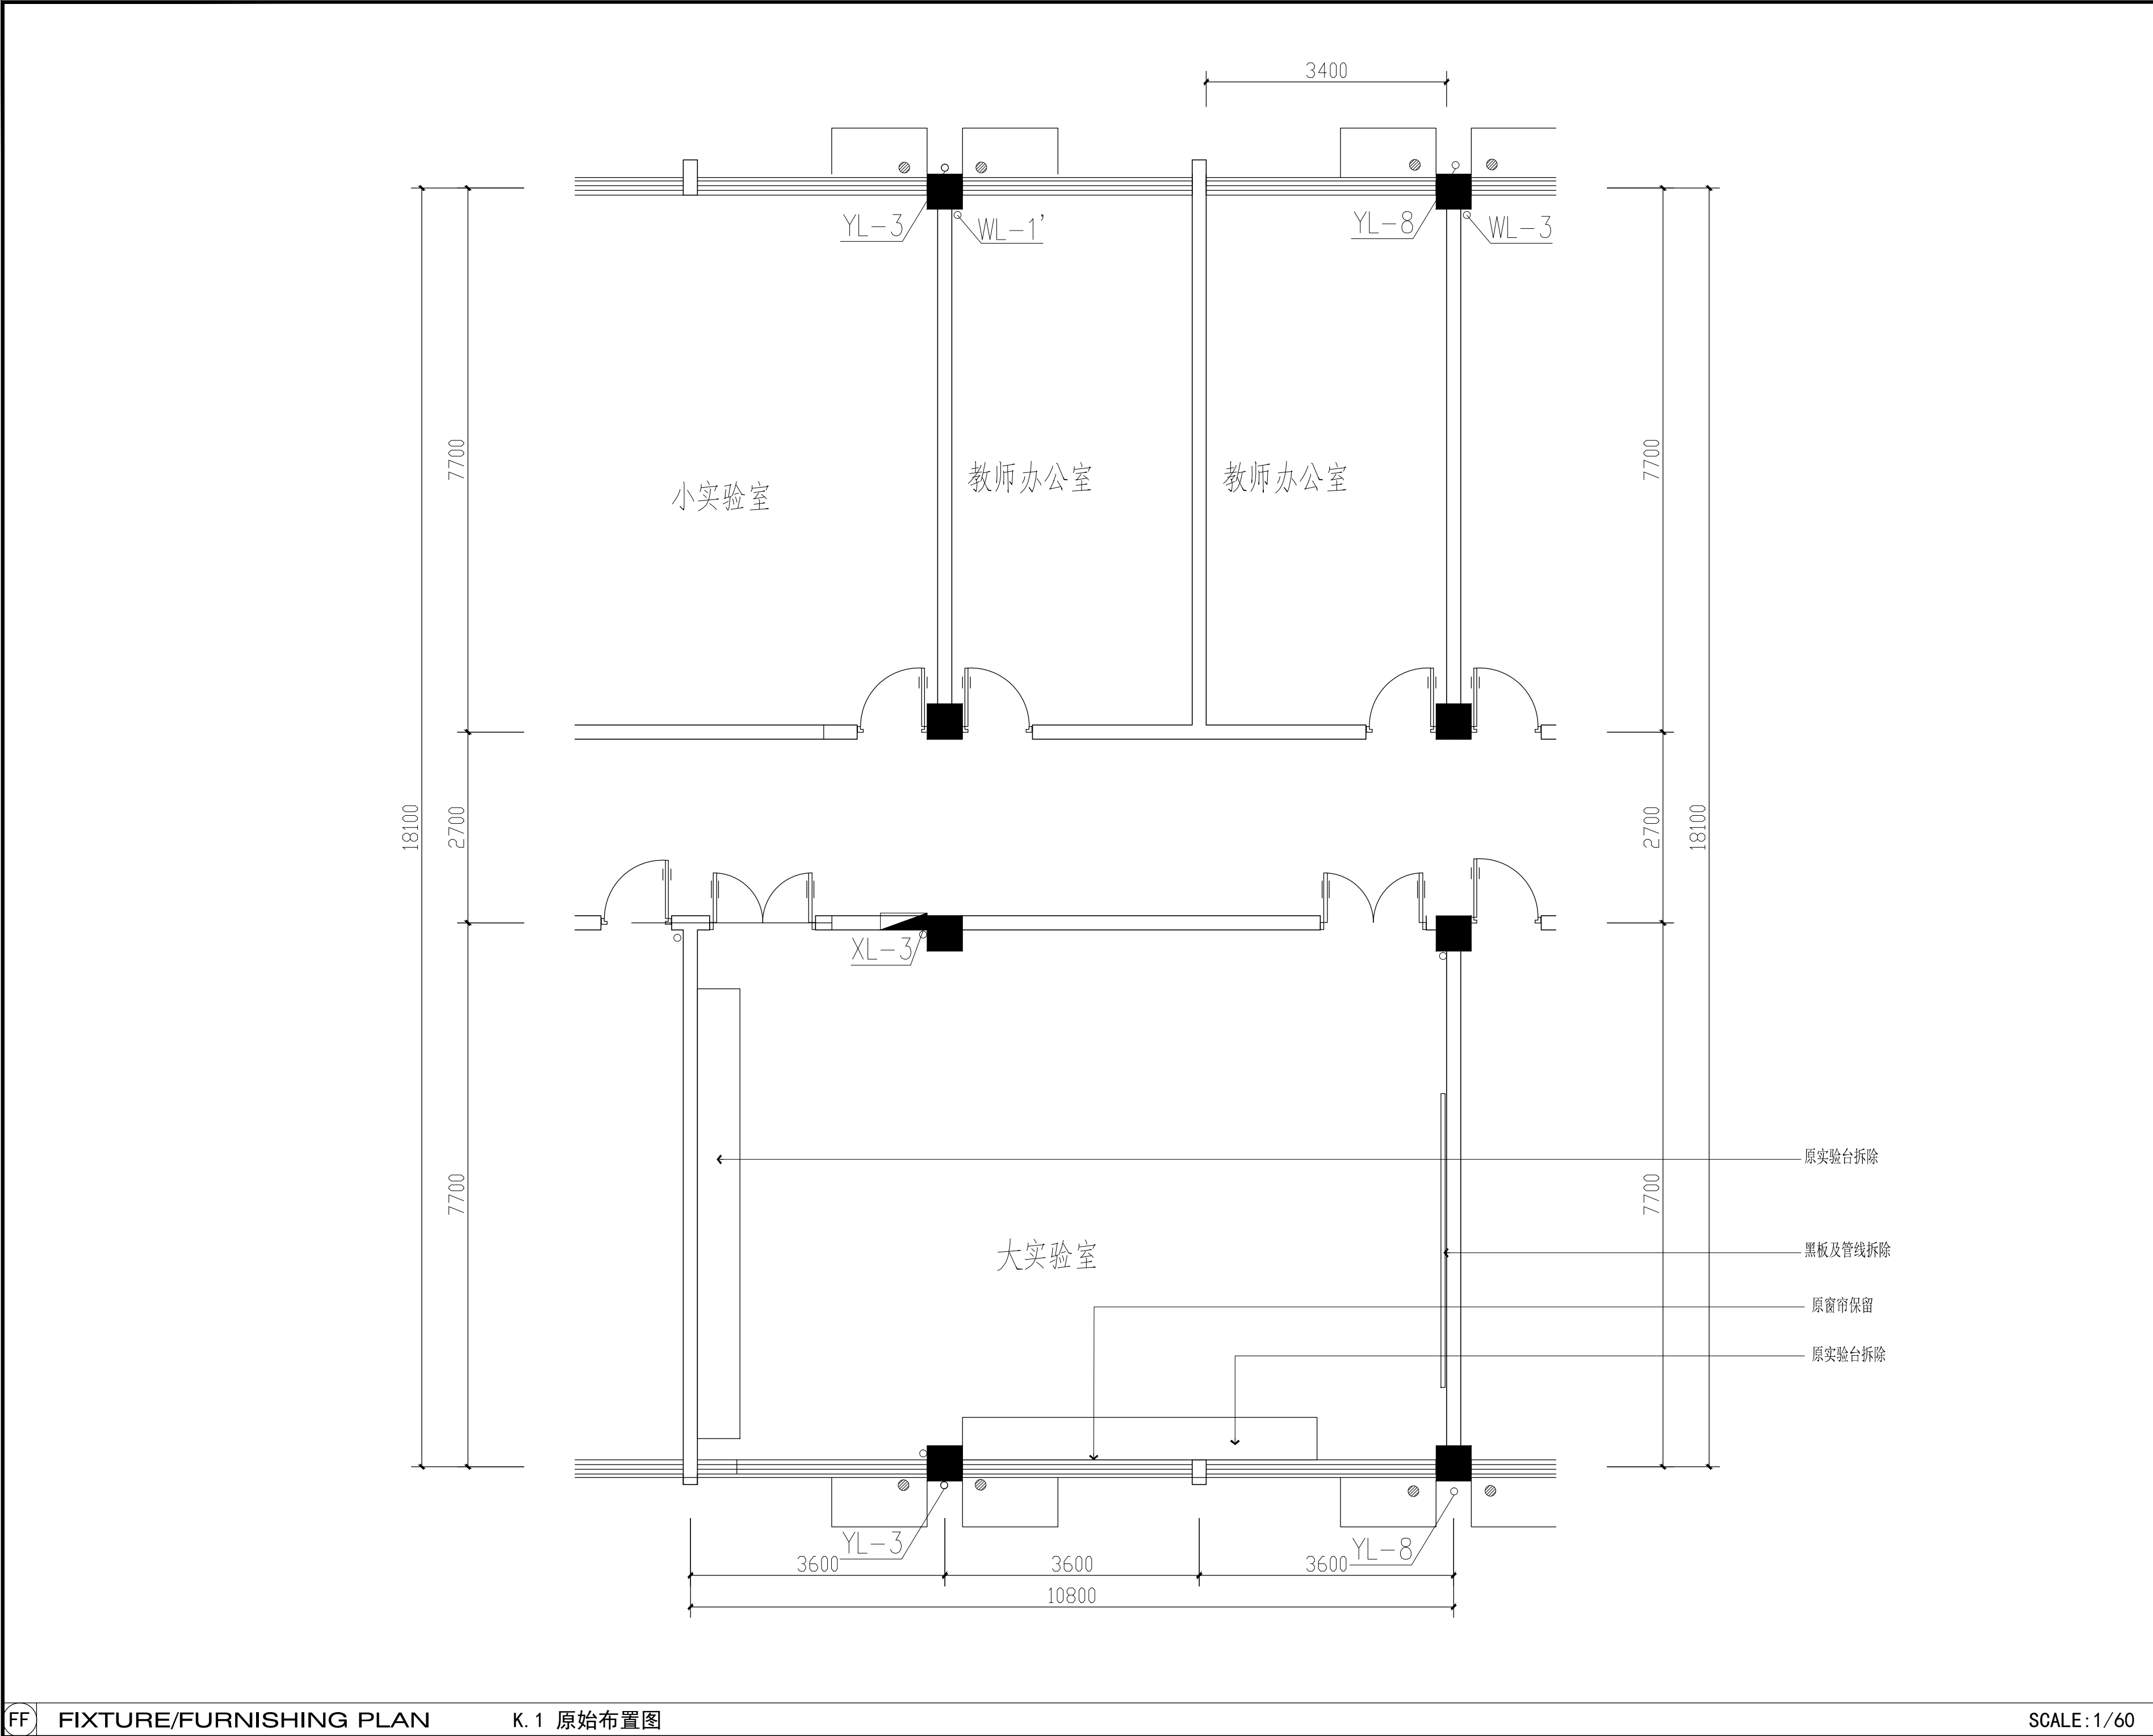 3400
YL-3
WL-1'
YL-8
WL-3
7700
7700
小实验室
教师办公室
教师办公室
18100
2700
2700
18100
XL-3
7700
7700
原实验台拆除
大实验室
黑板及管线拆除
原窗帘保留
原实验台拆除
YL-3
YL-8
3600
3600
3600
10800
FF FIXTURE/FURNISHING PLAN K.1 原始布置图 SCALE:1/60